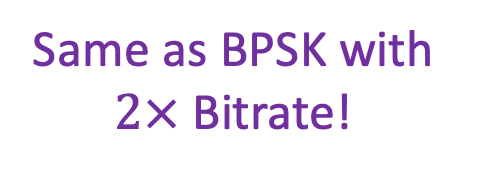 Same as BPSK with
2× Bitrate!